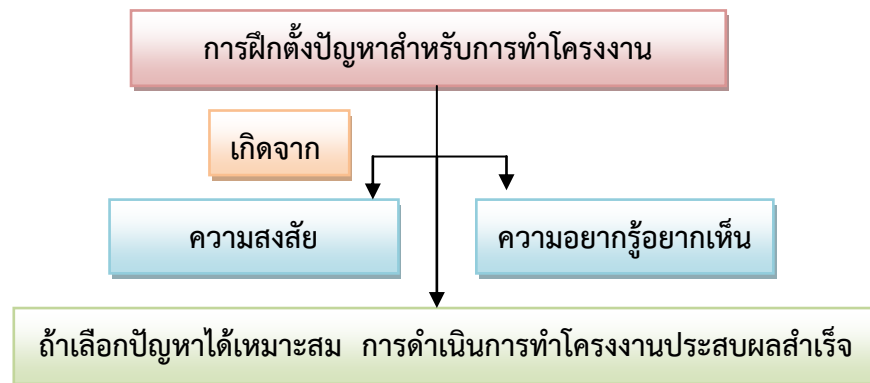 การฝึกตั้งปัญหาสำหรับการทำโครงงาน
เกิดจาก
ความสงสัย
ความอยากรู้อยากเห็น
ถ้าเลือกปัญหาได้เหมาะสม การดำเนินการทำโครงงานประสบผลสำเร็จ